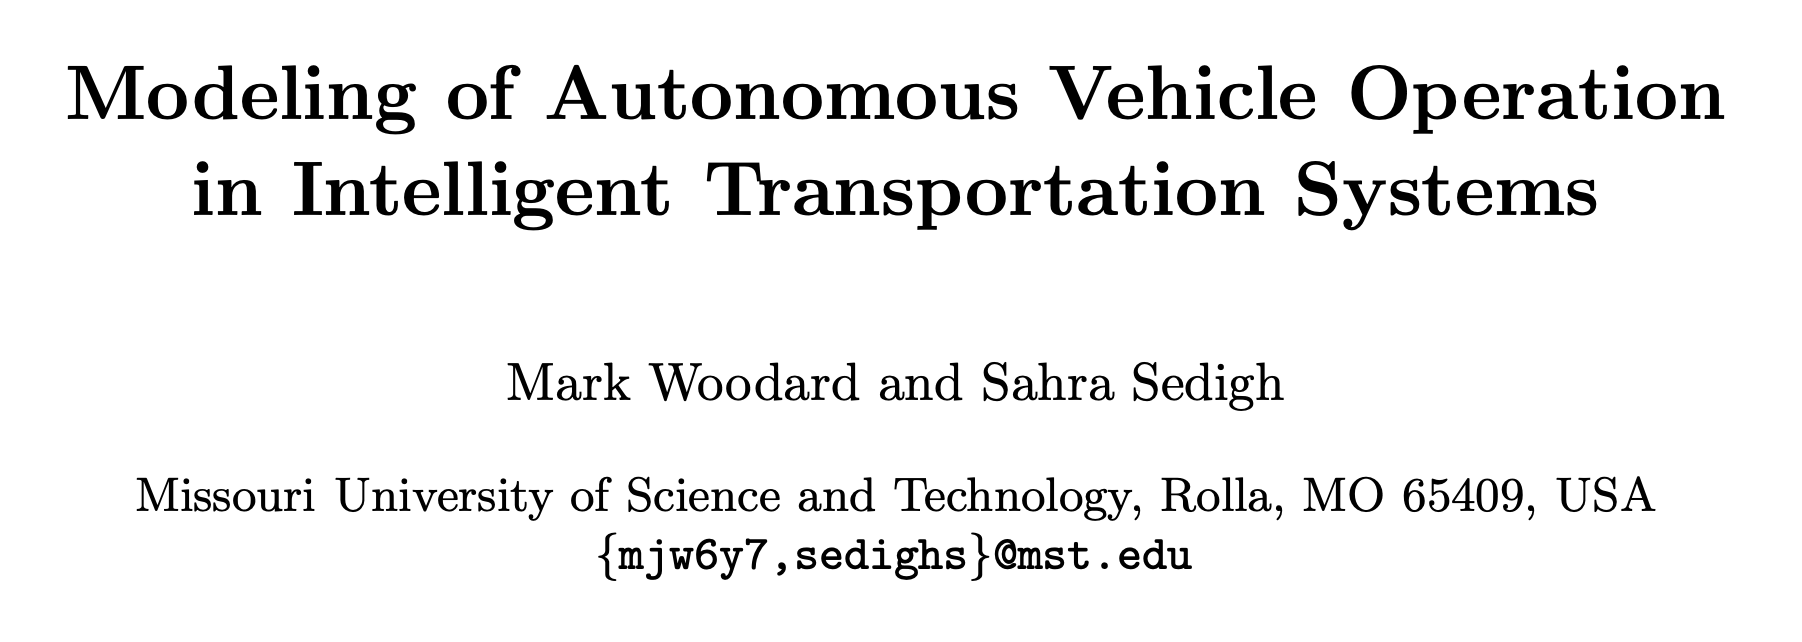 Modeling of Autonomous Vehicle Operation
in Intelligent Transportation Systems
Mark Woodard and Sahra Sedigh
Missouri University of Science and Technology, Rolla, MO 65409, USA
{mjw6y7,sedighs}@mst.edu